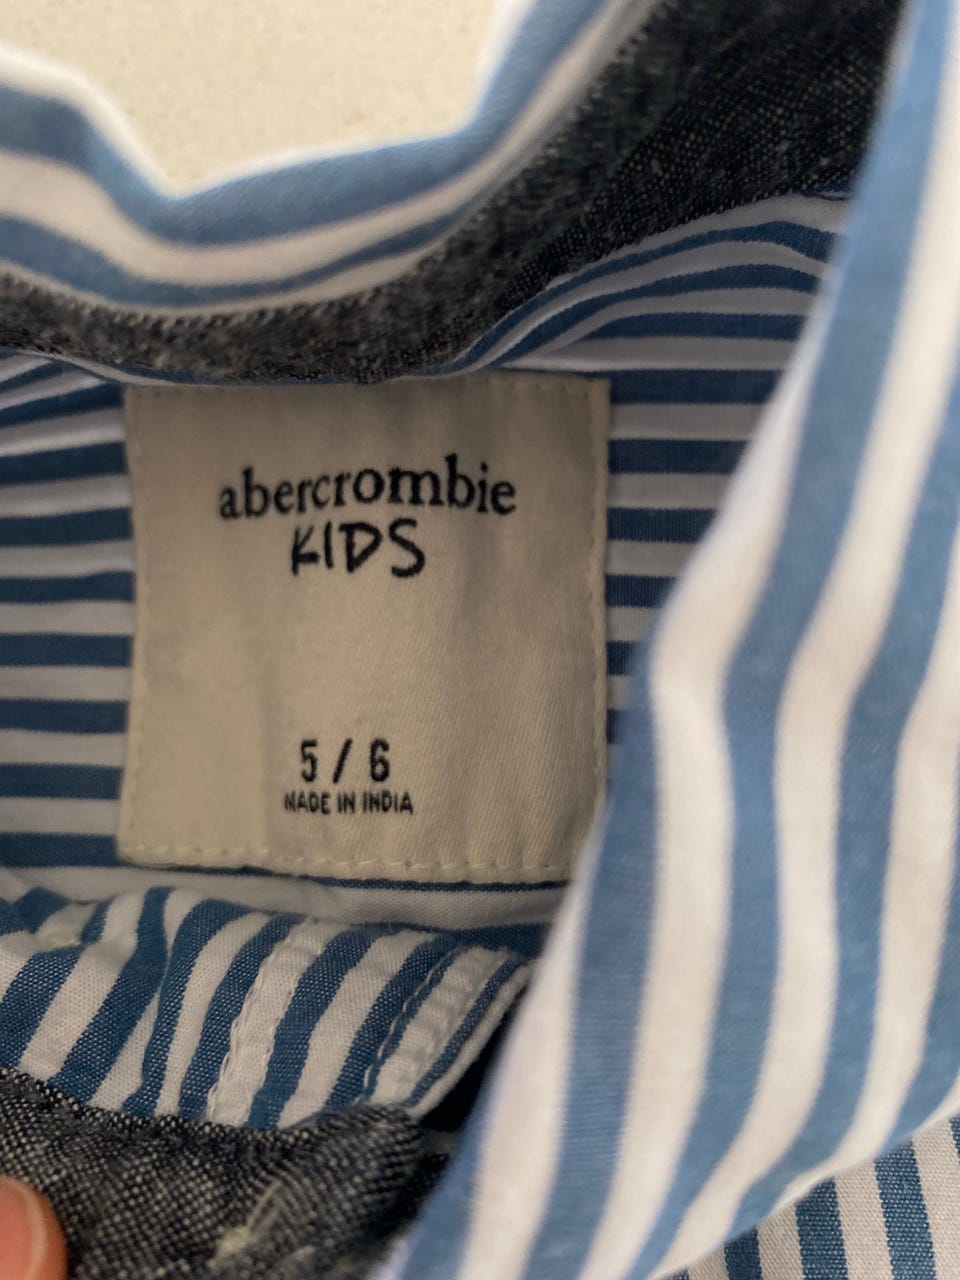 abercrombie
KIDS
5 / 6
MADE IN INDIA